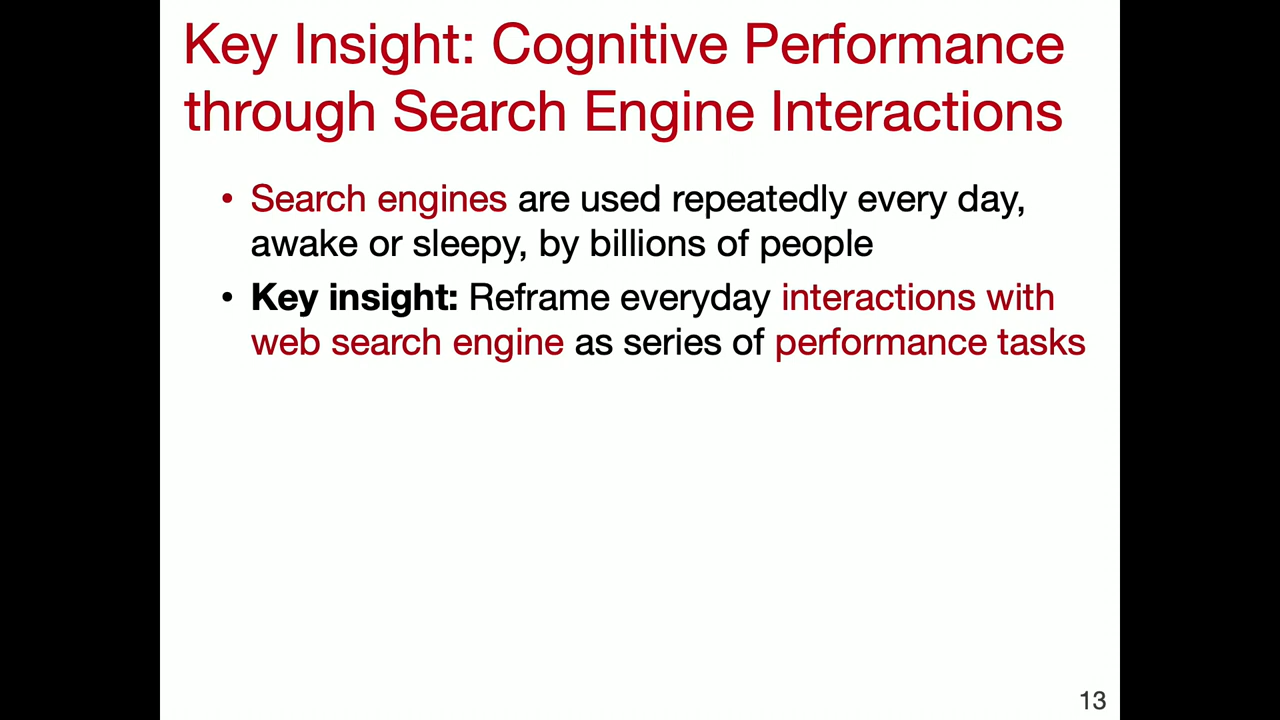 Key Insight: Cognitive Performance
through Search Engine Interactions
• Search engines are used repeatedly every day,
awake or sleepy, by billions of people
• Key insight: Reframe everyday interactions with
web search engine as series of performance tasks
13